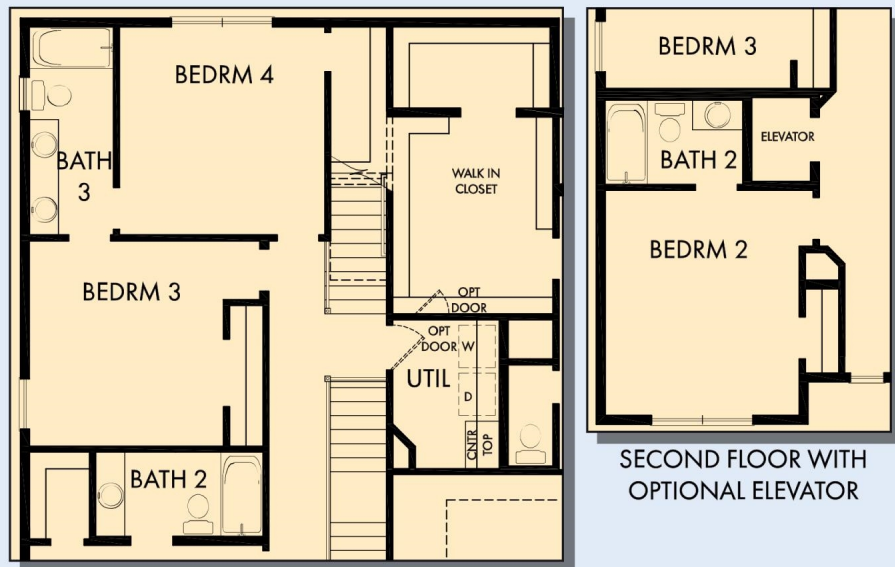 BEDRM 4
BATH
3
WALK IN
CLOSET
BEDRM 3
OPT
DOOR
OPT
DOOR
W
UTIL
D
CNTR
TOP
BATH 2
BEDRM 3
ELEVATOR
BATH 2
BEDRM 2
SECOND FLOOR WITH
OPTIONAL ELEVATOR